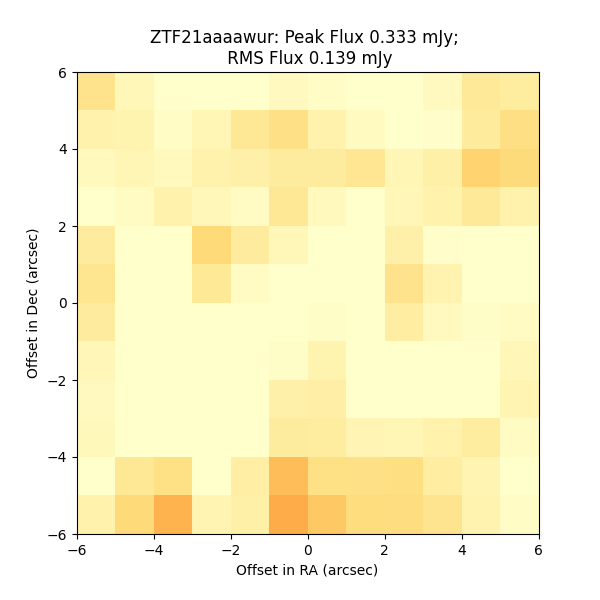 ZTF21aaaawur: Peak Flux 0.333 mJy;
RMS Flux 0.139 mJy
6
4
2
0
−2
−4
−6
Offset in Dec (arcsec)
−6 −4 −2 0 2 4 6
Offset in RA (arcsec)